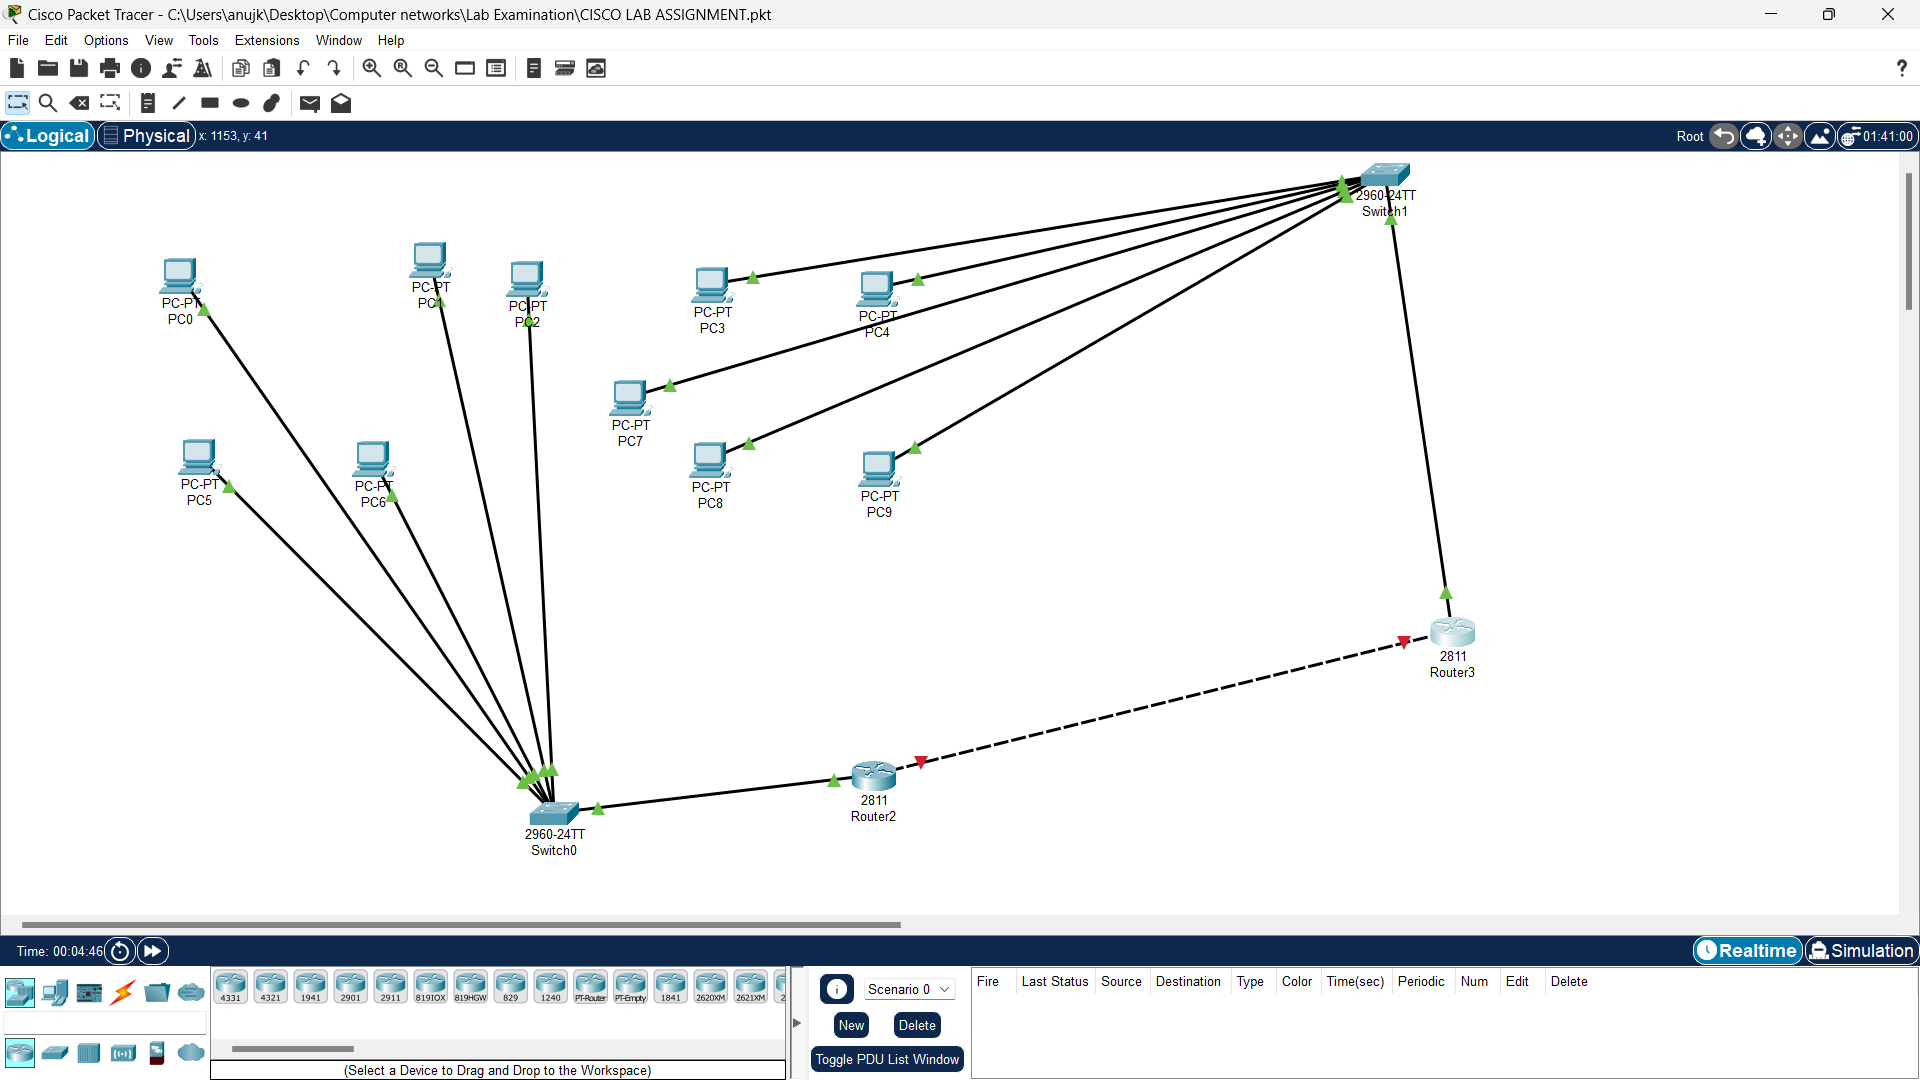 Cisco Packet Tracer - C:\Users\anujk\Desktop\Computer networks\Lab Examination\CISCO LAB ASSIGNMENT.pkt
File Edit Options View Tools Extensions Window Help
?
Logical Physical x: 1153, y: 41 Root 01:41:00
2960-24TT
Switch1
PC-PT
PC0
PC-PT
PC1
PC-PT
PC2
PC-PT
PC3
PC-PT
PC4
PC-PT
PC7
PC-PT
PC5
PC-PT
PC6
PC-PT
PC8
PC-PT
PC9
2811
Router3
2811
Router2
2960-24TT
Switch0
Time: 00:04:46 Realtime Simulation
4331 4321 1941 2901 2911 819IOX 819HGW 829 1240 PT-Router PT-Empty 1841 2620XM 2621XM
(Select a Device to Drag and Drop to the Workspace)
Scenario 0
New Delete
Toggle PDU List Window
Fire Last Status Source Destination Type Color Time(sec) Periodic Num Edit Delete